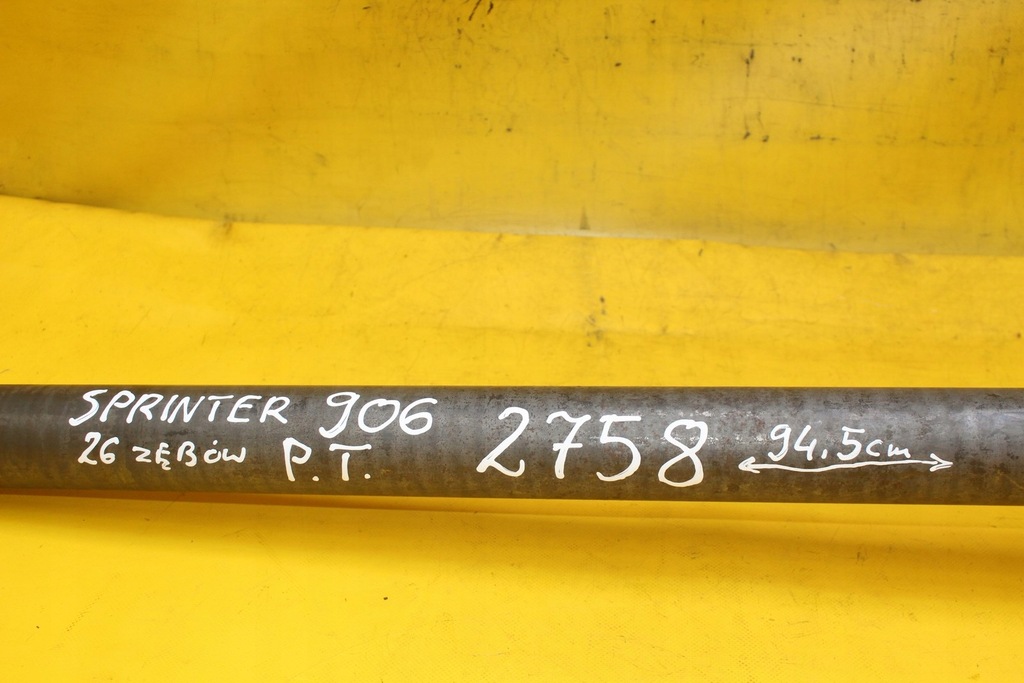 SPRINTER 906
26 ZĘBÓW P.T. 2758 94.5cm